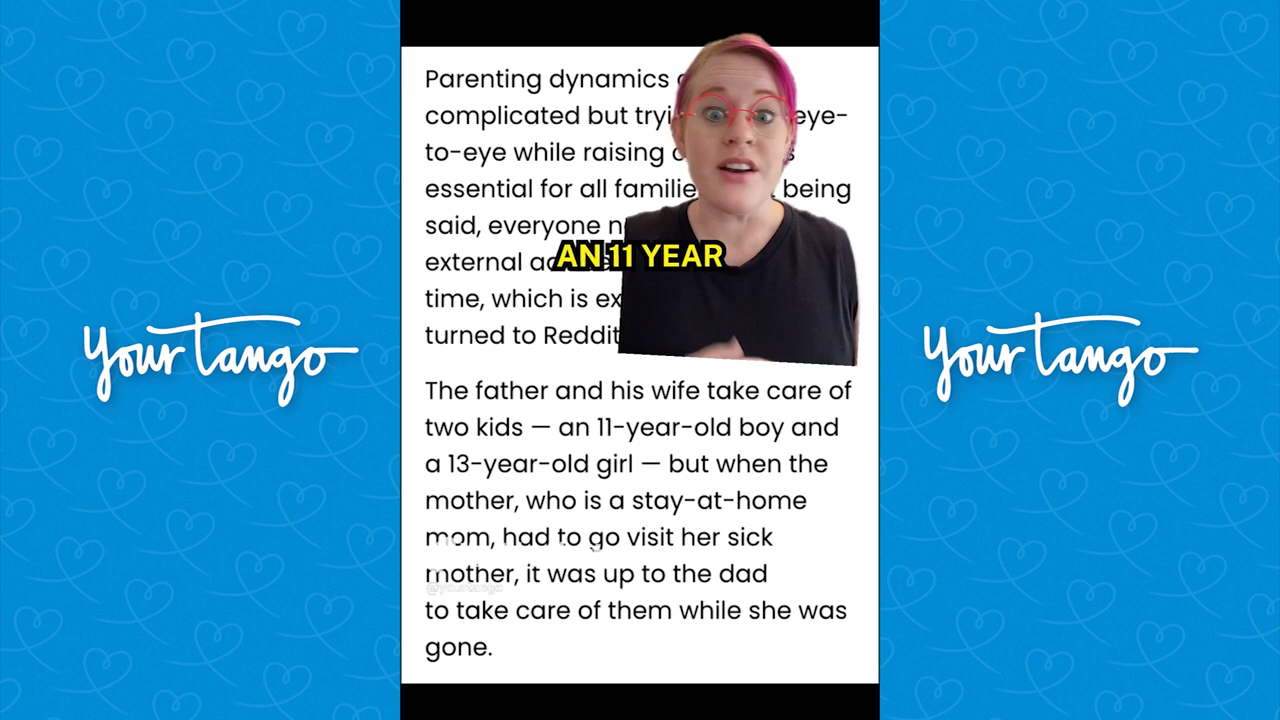 Parenting dynamics
complicated but eye-
to-eye while raising
essential for all being
said, everyone
external
AN 11 YEAR
time, which is
turned to Reddit
The father and his wife take care of
two kids — an 11-year-old boy and
a 13-year-old girl — but when the
mother, who is a stay-at-home
mom, had to go visit her sick
mother, it was up to the dad
@yourtango
to take care of them while she was
gone.
Your tango
Your tango